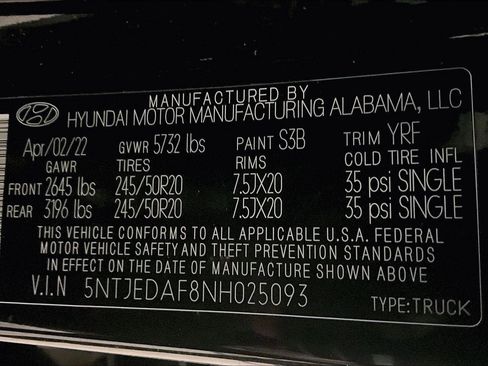 MANUFACTURED BY
HYUNDAI MOTOR MANUFACTURING ALABAMA, LLC
Apr/02/22 GVWR 5732 lbs PAINT S3B TRIM YRF
GAWR TIRES RIMS COLD TIRE INFL
FRONT 2645 lbs 245/50R20 7.5JX20 35 psi SINGLE
REAR 3196 lbs 245/50R20 7.5JX20 35 psi SINGLE
THIS VEHICLE CONFORMS TO ALL APPLICABLE U.S.A. FEDERAL
MOTOR VEHICLE SAFETY AND THEFT PREVENTION STANDARDS
IN EFFECT ON THE DATE OF MANUFACTURE SHOWN ABOVE
V.I.N 5NTJEDAF8NH025093
TYPE:TRUCK